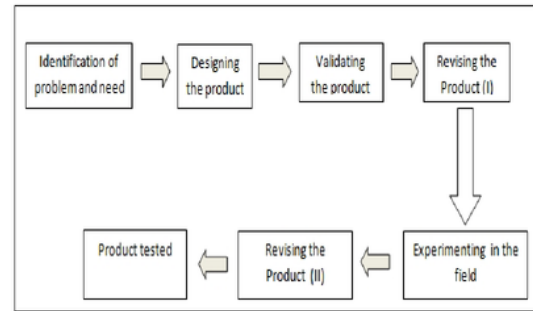 Identification of
problem and need
Designing
the product
Validating
the product
Revising the
Product (I)
Experimenting in the
field
Revising the
Product (II)
Product tested